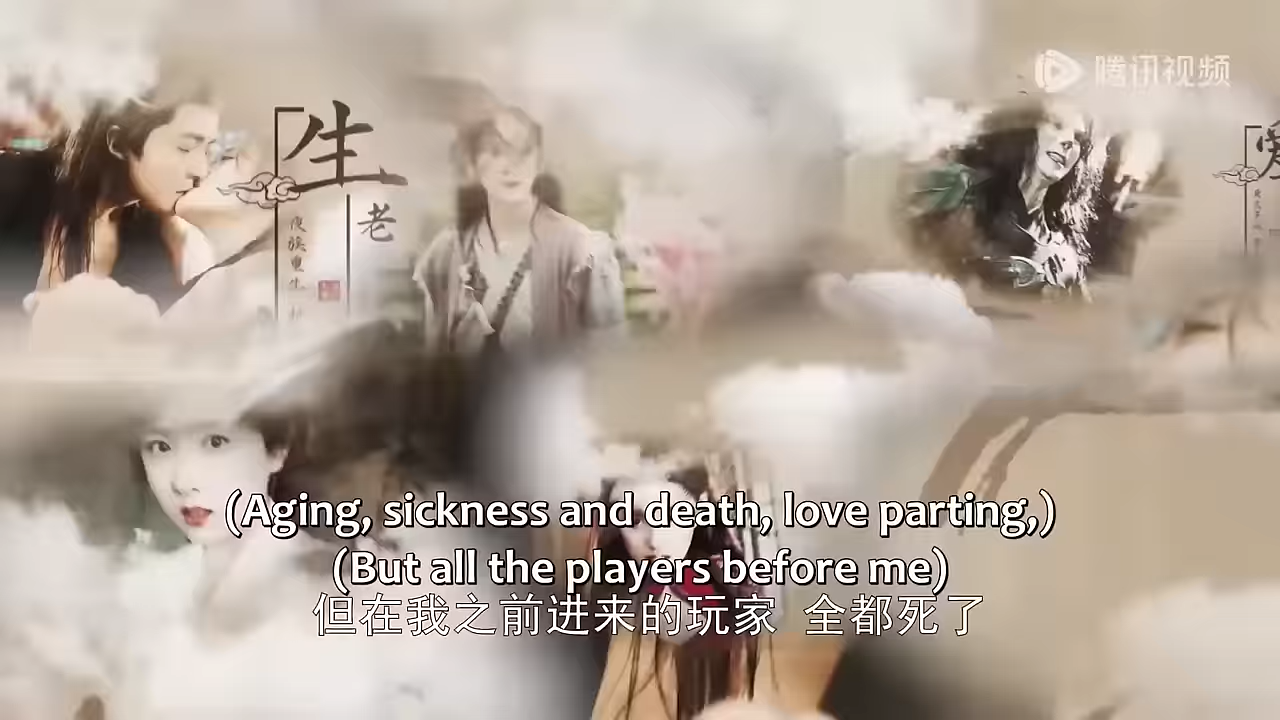 腾讯视频
生
老
(Aging, sickness and death, love parting,)
(But all the players before me)
但在我之前进来的玩家 全都死了